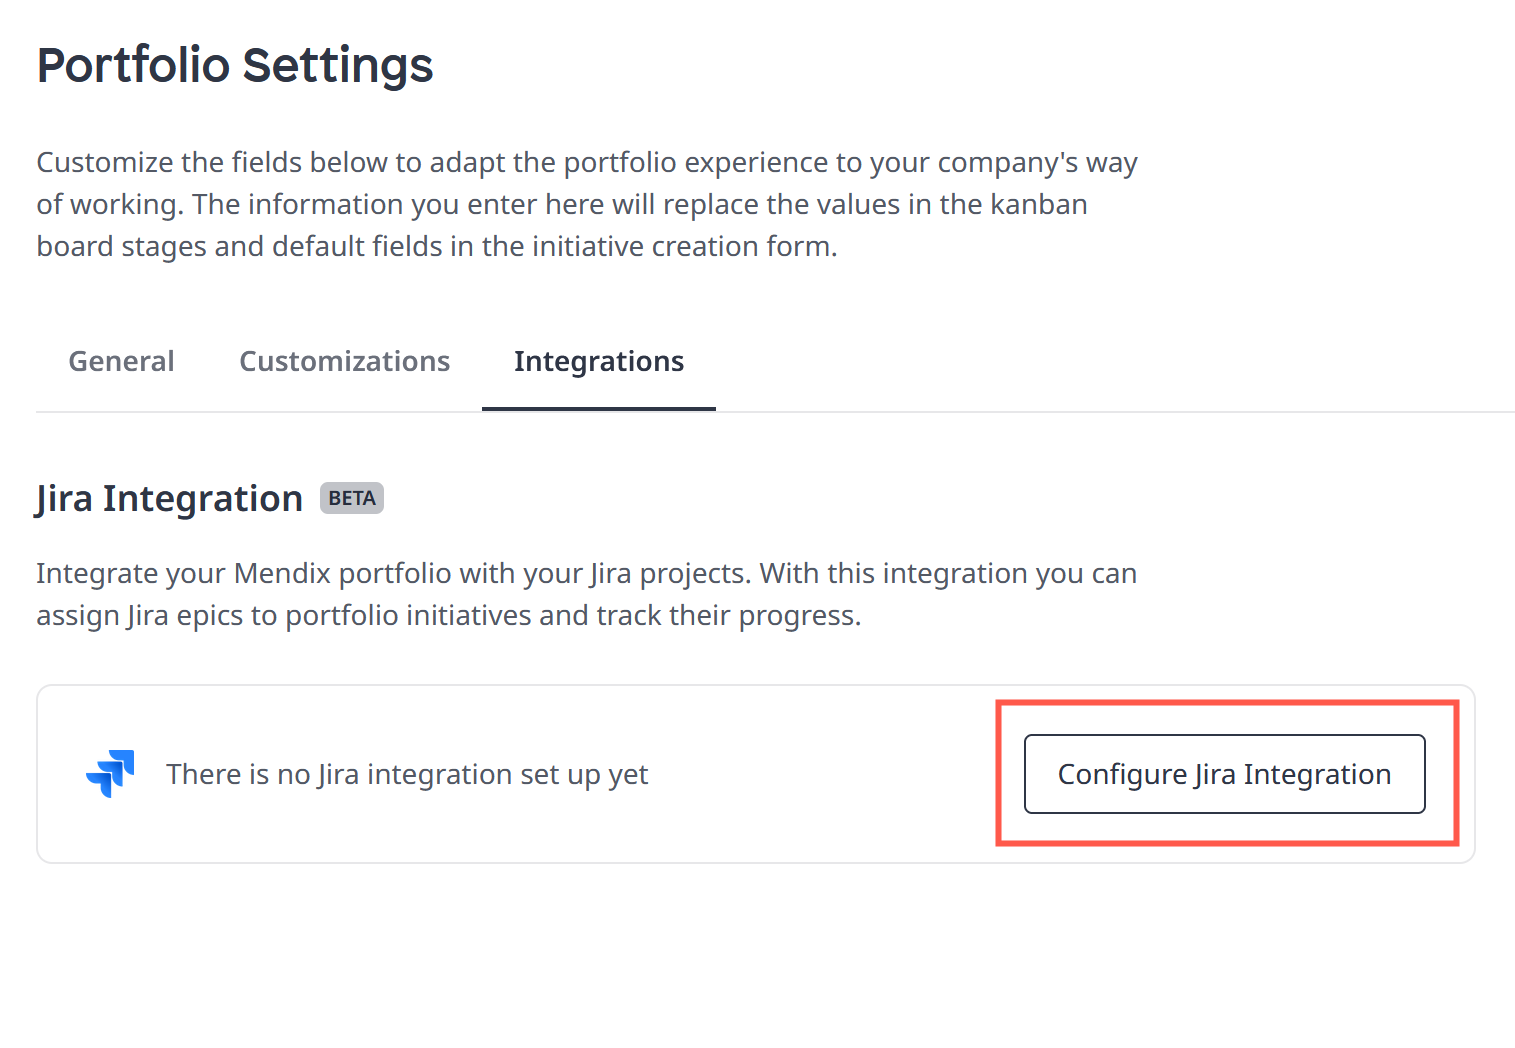 Portfolio Settings
Customize the fields below to adapt the portfolio experience to your company's way
of working. The information you enter here will replace the values in the kanban
board stages and default fields in the initiative creation form.
General Customizations Integrations
Jira Integration BETA
Integrate your Mendix portfolio with your Jira projects. With this integration you can
assign Jira epics to portfolio initiatives and track their progress.
There is no Jira integration set up yet Configure Jira Integration